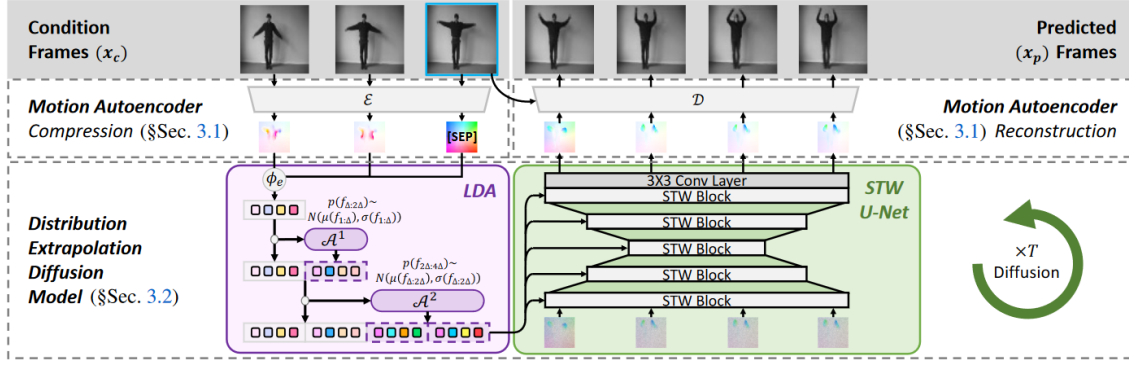 Condition
Frames (x_c)
Predicted
(x_p) Frames
Motion Autoencoder
Compression (§Sec. 3.1)
ℰ
[SEP]
𝒟
Motion Autoencoder
(§Sec. 3.1) Reconstruction
Distribution
Extrapolation
Diffusion
Model (§Sec. 3.2)
ϕ_e
LDA
p(f_{Δ:2Δ})~
N(μ(f_{1:Δ}), σ(f_{1:Δ}))
𝒜^1
p(f_{2Δ:4Δ})~
N(μ(f_{Δ:2Δ}), σ(f_{Δ:2Δ}))
𝒜^2
3X3 Conv Layer
STW Block
STW Block
STW Block
STW Block
STW Block
STW
U-Net
×T
Diffusion